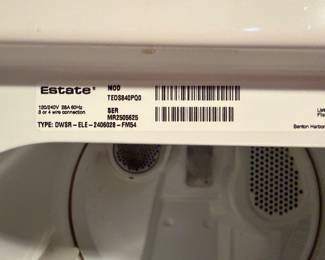 Estate
MOD
TEDS840PQ0
120/240V 26A 60Hz
3 or 4 wire connection
SER
MR2505625
TYPE: DWSR-ELE-2406028-FM54
Benton Harbor